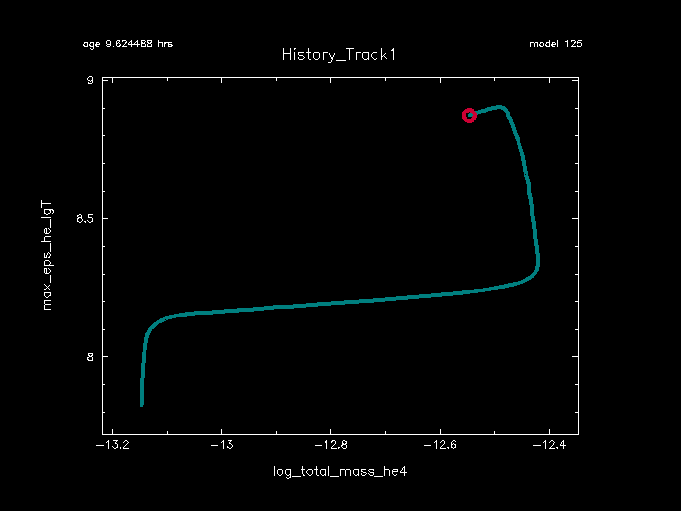 age 9.624488 hrs
model 125
History_Track1
9
8.5
8
max_eps_he_lgT
−13.2
−13
−12.8
−12.6
−12.4
log_total_mass_he4